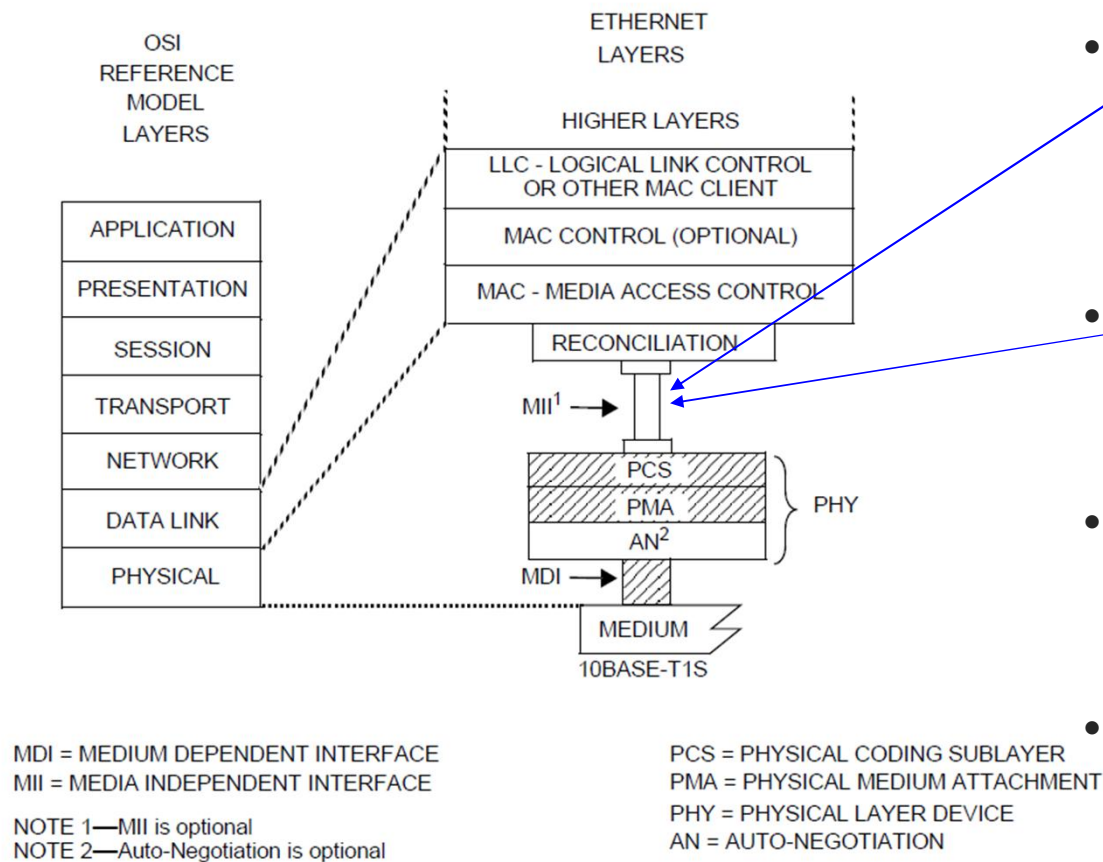 OSI
REFERENCE
MODEL
LAYERS
APPLICATION
PRESENTATION
SESSION
TRANSPORT
NETWORK
DATA LINK
PHYSICAL
ETHERNET
LAYERS
HIGHER LAYERS
LLC - LOGICAL LINK CONTROL
OR OTHER MAC CLIENT
MAC CONTROL (OPTIONAL)
MAC - MEDIA ACCESS CONTROL
RECONCILIATION
MII¹
PCS
PMA
AN²
PHY
MDI
MEDIUM
10BASE-T1S
MDI = MEDIUM DEPENDENT INTERFACE
MII = MEDIA INDEPENDENT INTERFACE
NOTE 1—MII is optional
NOTE 2—Auto-Negotiation is optional
PCS = PHYSICAL CODING SUBLAYER
PMA = PHYSICAL MEDIUM ATTACHMENT
PHY = PHYSICAL LAYER DEVICE
AN = AUTO-NEGOTIATION